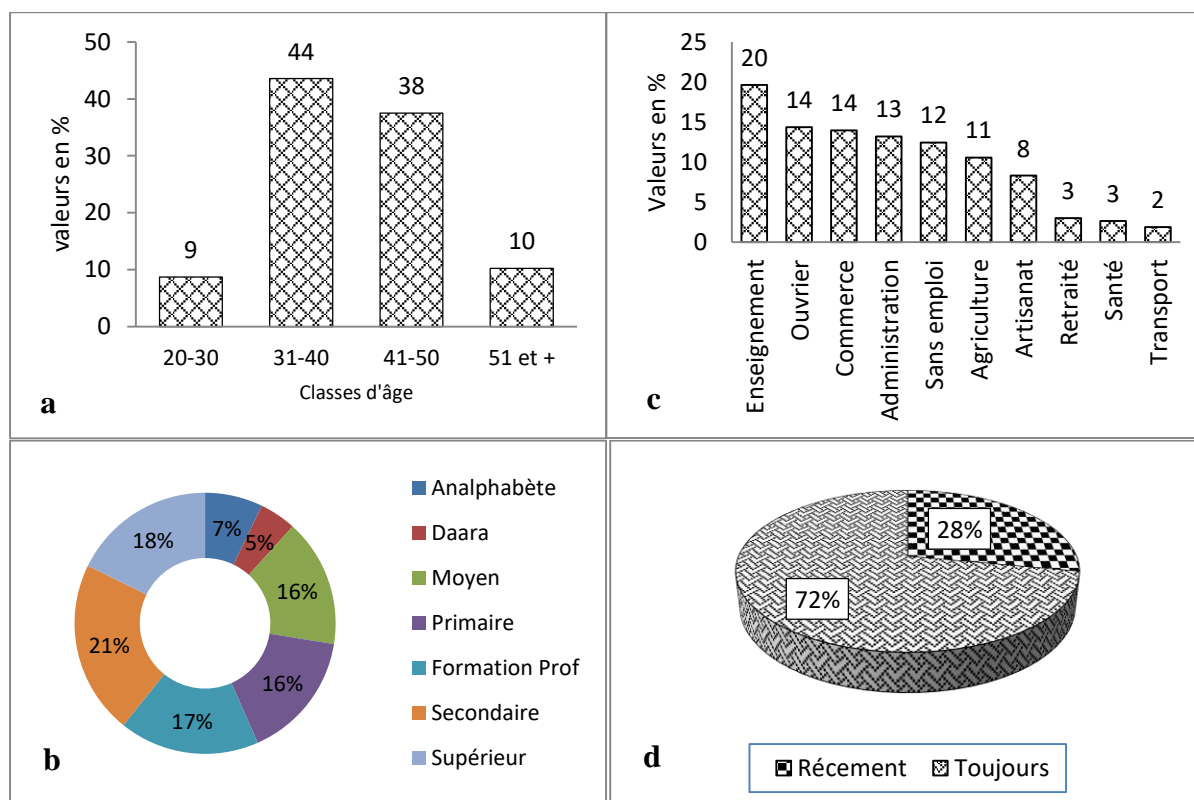 50
40
30
20
10
0
valeurs en %
9
44
38
10
20-30
31-40
41-50
51 et +
Classes d'âge
a
25
20
15
10
5
0
Valeurs en %
20
14
14
13
12
11
8
3
3
2
Enseignement
Ouvrier
Commerce
Administration
Sans emploi
Agriculture
Artisanat
Retraité
Santé
Transport
c
7%
5%
16%
16%
17%
21%
18%
Analphabète
Daara
Moyen
Primaire
Formation Prof
Secondaire
Supérieur
b
28%
72%
Récement
Toujours
d